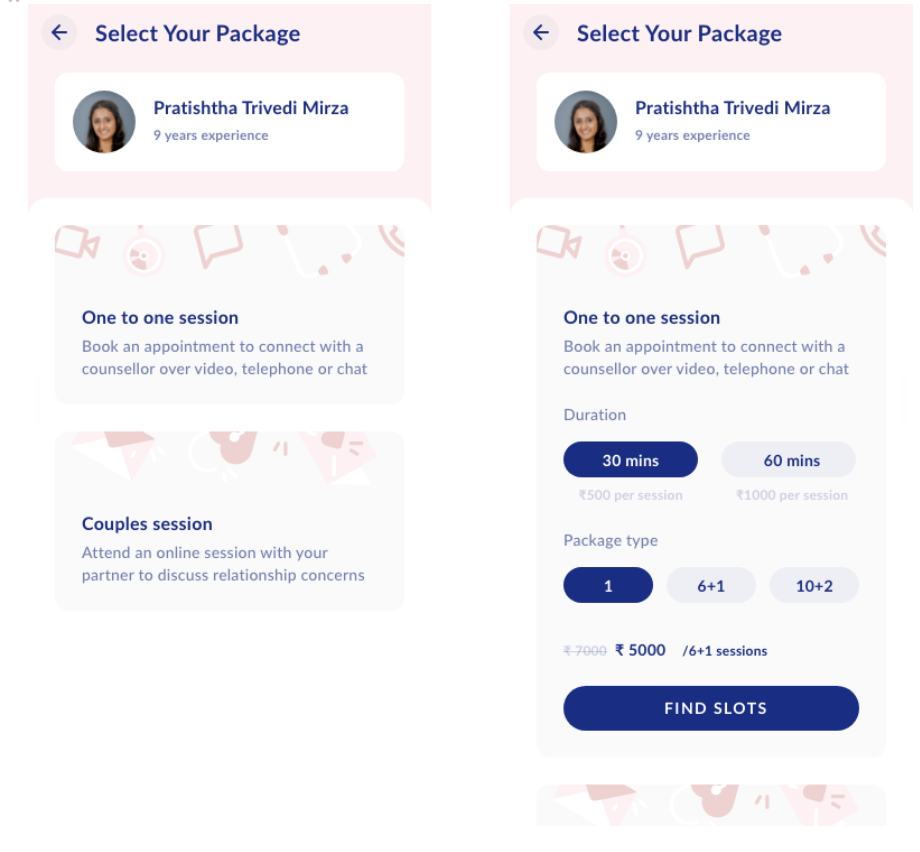 Select Your Package
Pratishtha Trivedi Mirza
9 years experience
One to one session
Book an appointment to connect with a
counsellor over video, telephone or chat
Couples session
Attend an online session with your
partner to discuss relationship concerns
Select Your Package
Pratishtha Trivedi Mirza
9 years experience
One to one session
Book an appointment to connect with a
counsellor over video, telephone or chat
Duration
30 mins 60 mins
₹500 per session ₹1000 per session
Package type
1 6+1 10+2
₹ 7000 ₹ 5000 /6+1 sessions
FIND SLOTS